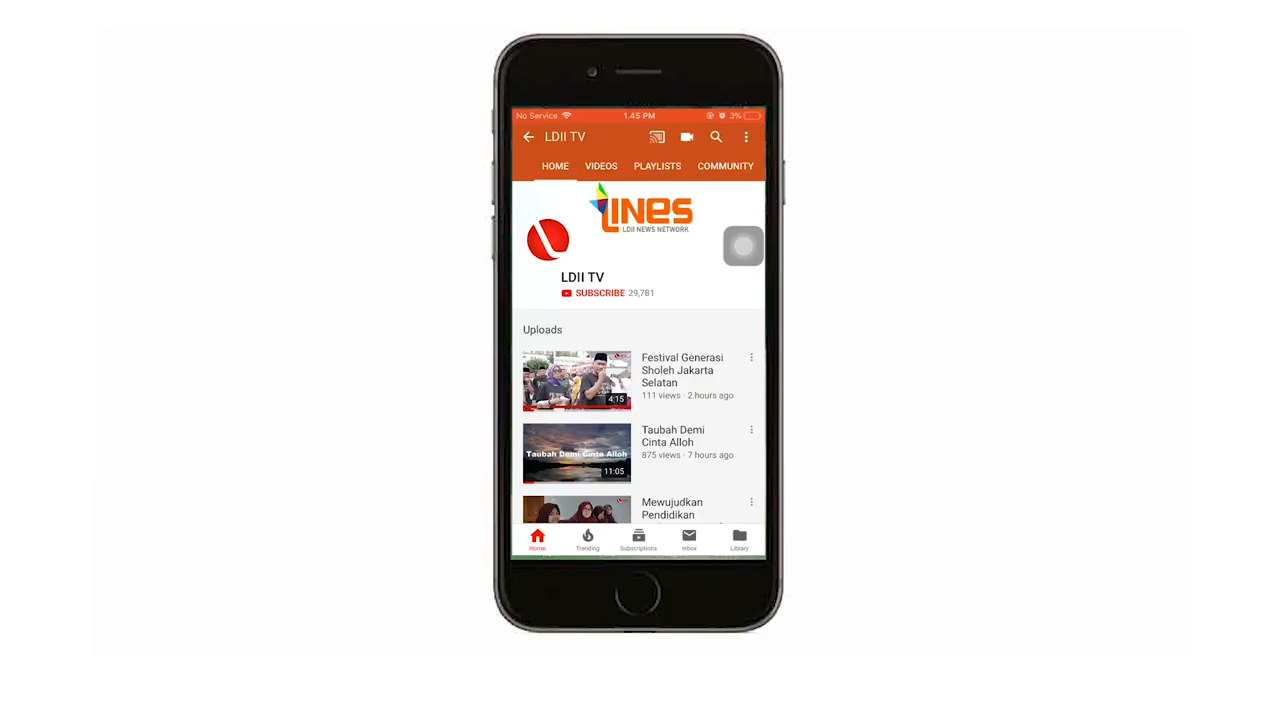 No Service 1.45 PM 3%
LDII TV
HOME VIDEOS PLAYLISTS COMMUNITY
LINES
LDII NEWS NETWORK
LDII TV
SUBSCRIBE 29,781
Uploads
Festival Generasi
Sholeh Jakarta
Selatan
111 views · 2 hours ago
4:15
Taubah Demi
Cinta Alloh
875 views · 7 hours ago
Taubah Demi Cinta Alloh
11:05
Mewujudkan
Pendidikan
Home Trending Subscriptions Inbox Library